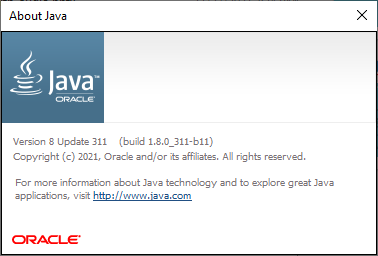 About Java
Java™
ORACLE®
Version 8 Update 311 (build 1.8.0_311-b11)
Copyright (c) 2021, Oracle and/or its affiliates. All rights reserved.
For more information about Java technology and to explore great Java
applications, visit http://www.java.com
ORACLE